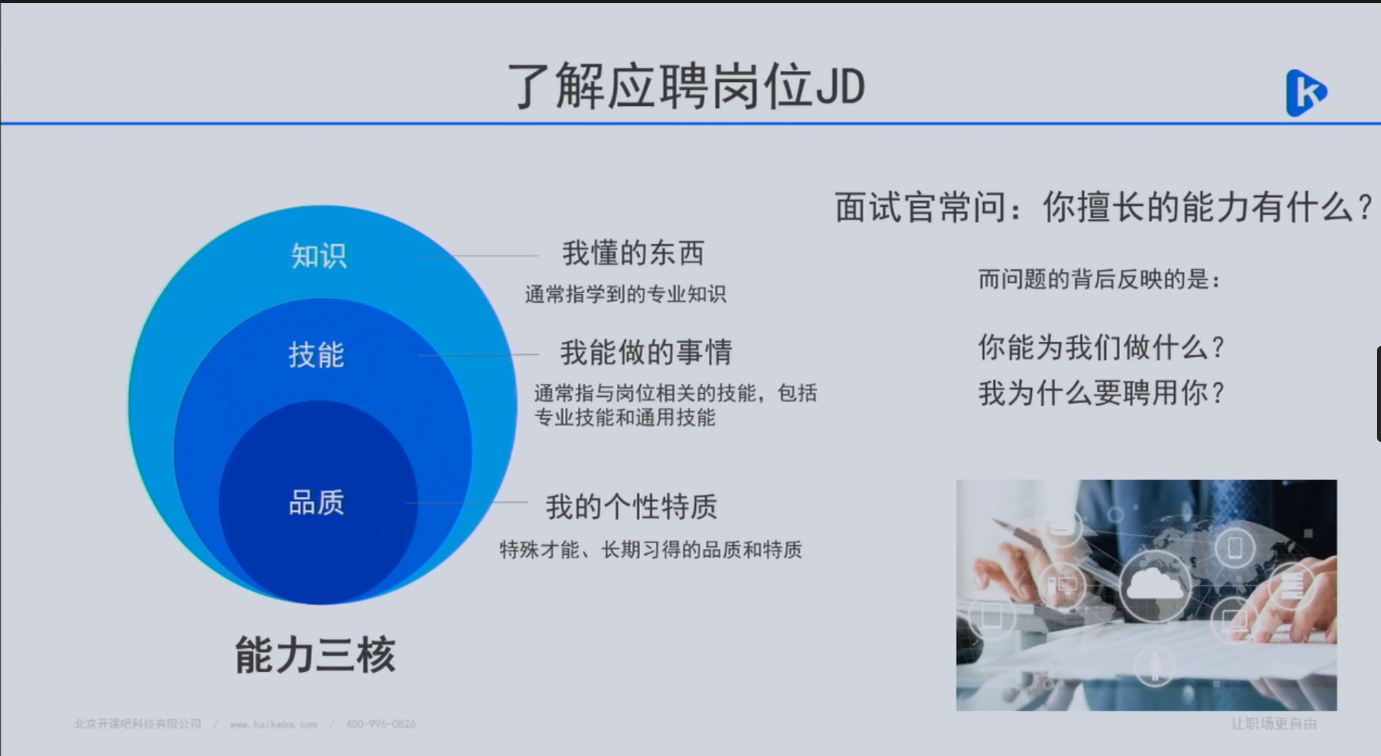 了解应聘岗位JD
k
知识
我懂的东西
通常指学到的专业知识
技能
我能做的事情
通常指与岗位相关的技能，包括
专业技能和通用技能
品质
我的个性特质
特殊才能、长期习得的品质和特质
能力三核
面试官常问：你擅长的能力有什么？
而问题的背后反映的是：
你能为我们做什么？
我为什么要聘用你？
北京开课吧科技有限公司 / www.kaikeba.com / 400-996-0826
让职场更自由